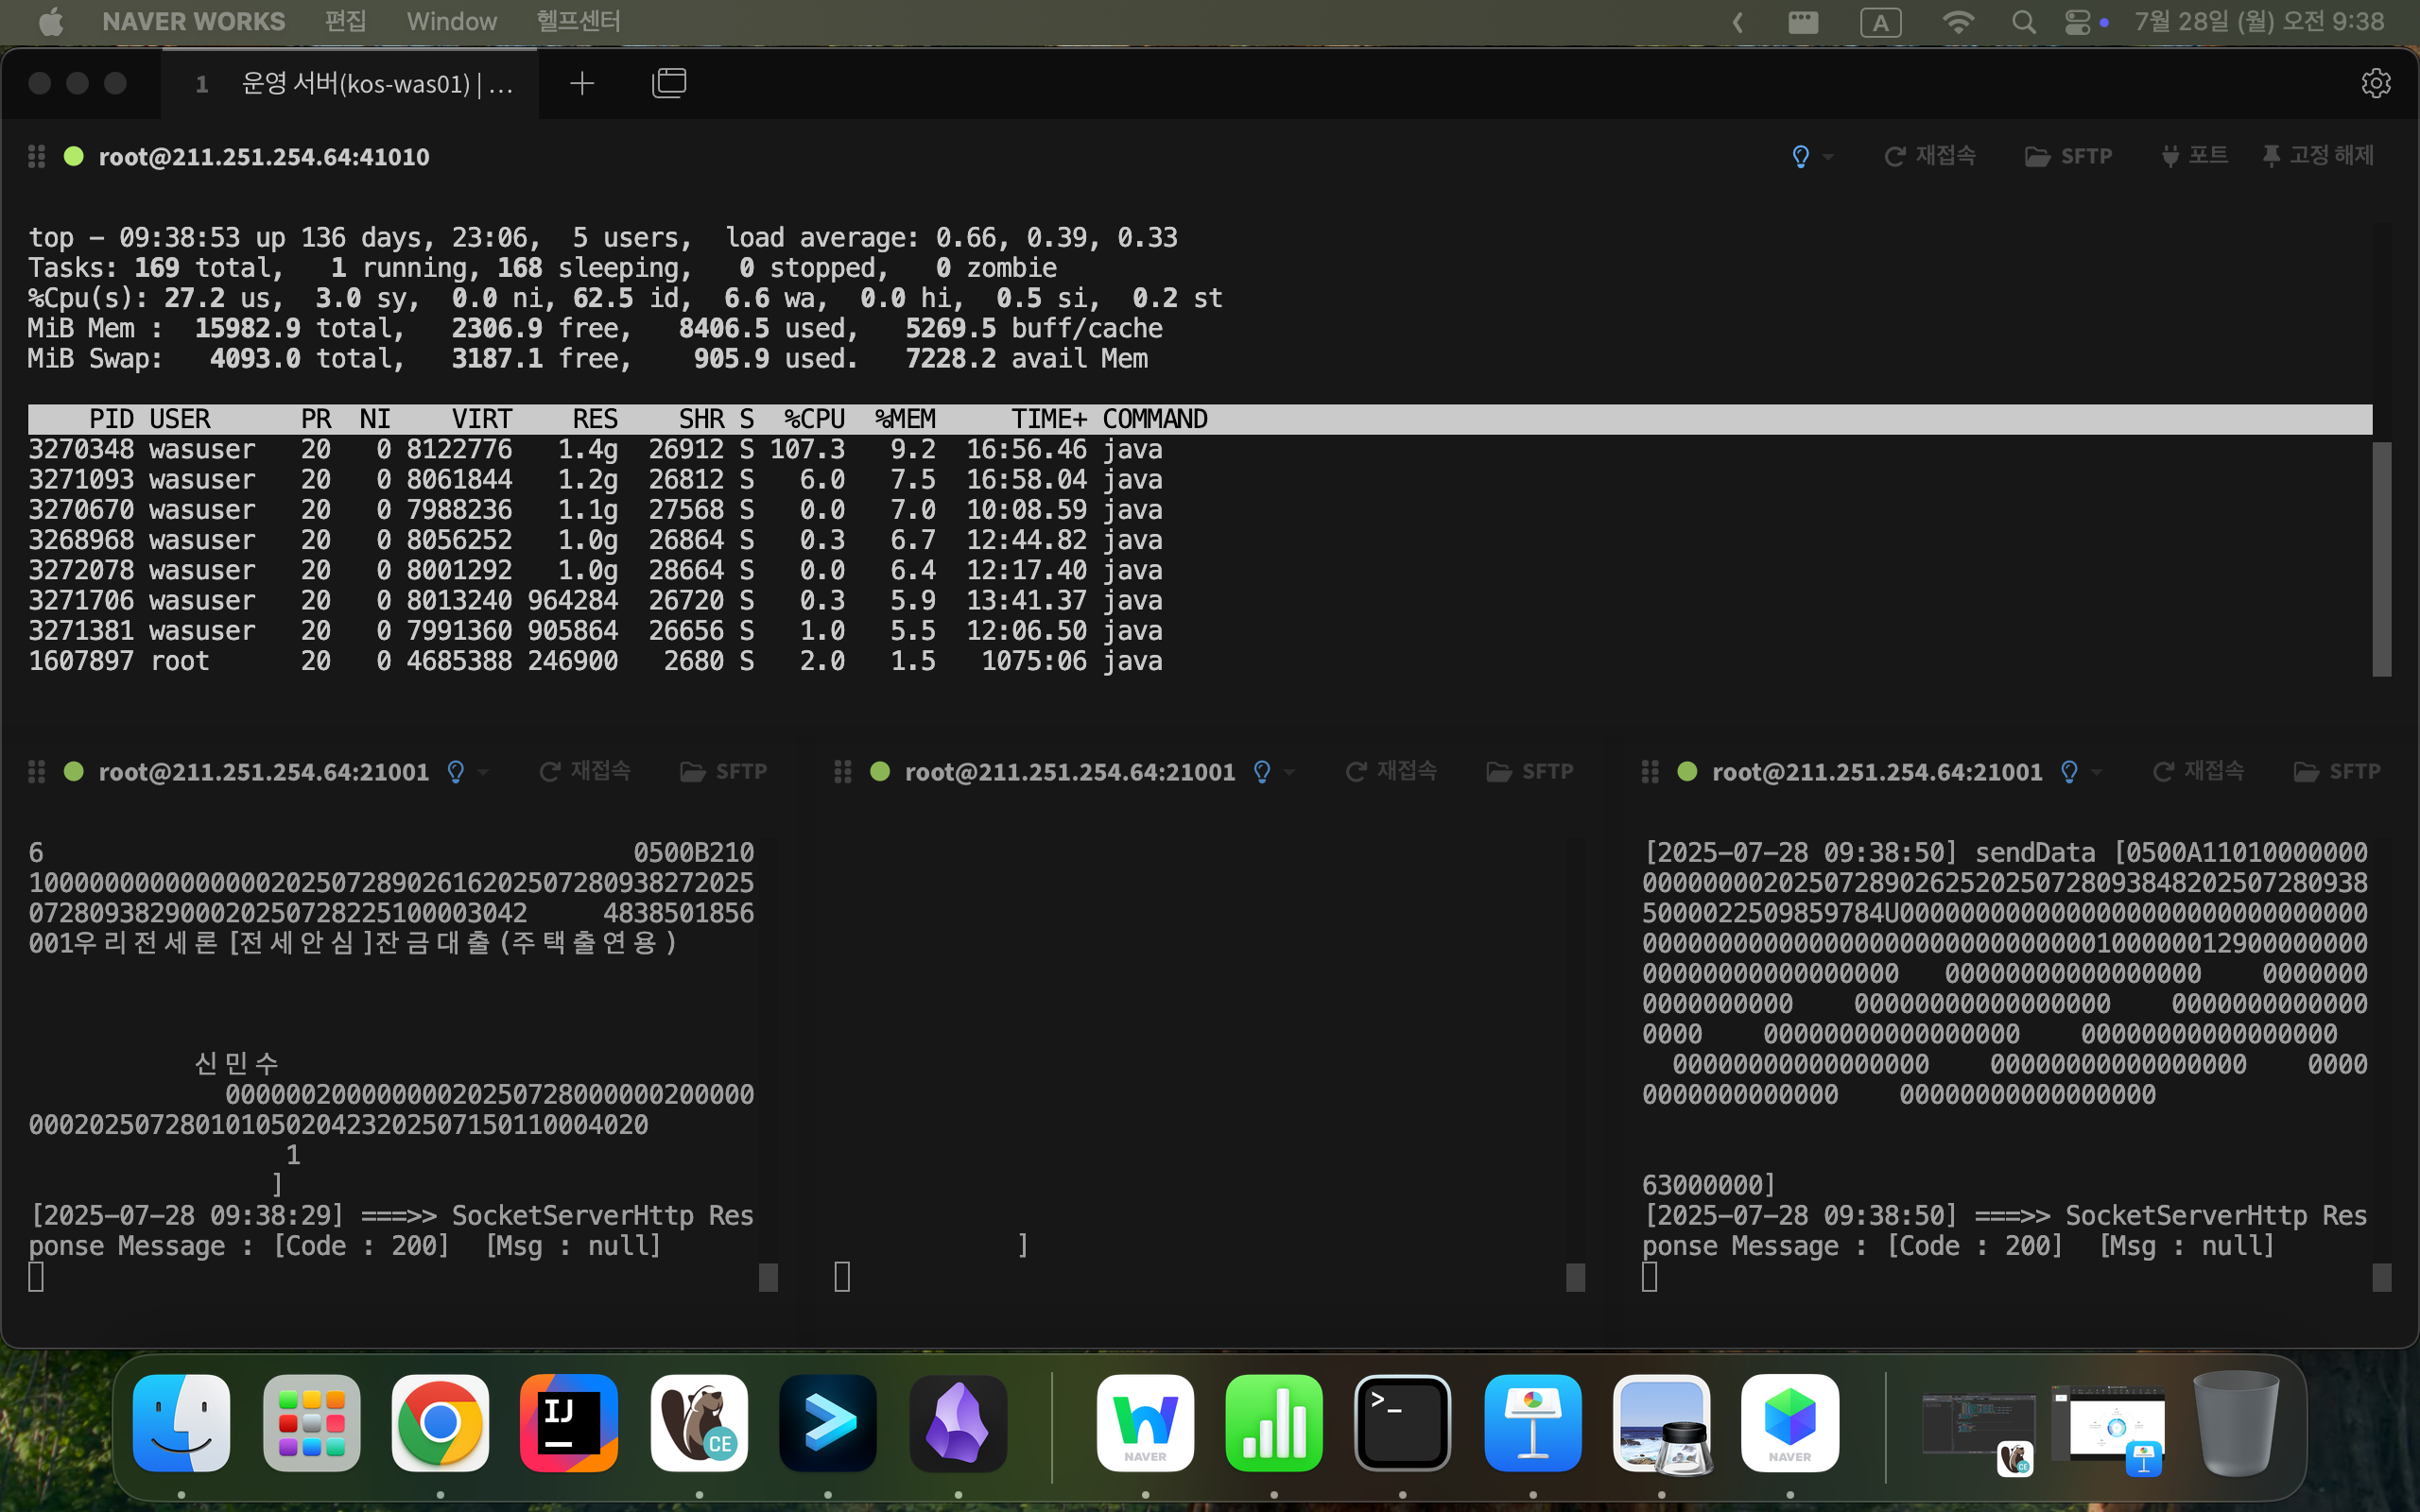 NAVER WORKS 편집 Window 헬프센터 A 7월 28일 (월) 오전 9:38
1 운영 서버(kos-was01) | ...
root@211.251.254.64:41010 재접속 SFTP 포트 고정 해제
top - 09:38:53 up 136 days, 23:06, 5 users, load average: 0.66, 0.39, 0.33
Tasks: 169 total, 1 running, 168 sleeping, 0 stopped, 0 zombie
%Cpu(s): 27.2 us, 3.0 sy, 0.0 ni, 62.5 id, 6.6 wa, 0.0 hi, 0.5 si, 0.2 st
MiB Mem : 15982.9 total, 2306.9 free, 8406.5 used, 5269.5 buff/cache
MiB Swap: 4093.0 total, 3187.1 free, 905.9 used. 7228.2 avail Mem
PID USER PR NI VIRT RES SHR S %CPU %MEM TIME+ COMMAND
3270348 wasuser 20 0 8122776 1.4g 26912 S 107.3 9.2 16:56.46 java
3271093 wasuser 20 0 8061844 1.2g 26812 S 6.0 7.5 16:58.04 java
3270670 wasuser 20 0 7988236 1.1g 27568 S 0.0 7.0 10:08.59 java
3268968 wasuser 20 0 8056252 1.0g 26864 S 0.3 6.7 12:44.82 java
3272078 wasuser 20 0 8001292 1.0g 28664 S 0.0 6.4 12:17.40 java
3271706 wasuser 20 0 8013240 964284 26720 S 0.3 5.9 13:41.37 java
3271381 wasuser 20 0 7991360 905864 26656 S 1.0 5.5 12:06.50 java
1607897 root 20 0 4685388 246900 2680 S 2.0 1.5 1075:06 java
root@211.251.254.64:21001 재접속 SFTP
6 0500B210
100000000000000020250728902616202507280938272025
072809382900020250728225100003042 4838501856
001우리전세론 [전세안심]잔금대출(주택출연용)
신민수
00000020000000020250728000000200000
00020250728010105020423202507150110004020
1
]
[2025-07-28 09:38:29] ===>> SocketServerHttp Res
ponse Message : [Code : 200] [Msg : null]
root@211.251.254.64:21001 재접속 SFTP
]
root@211.251.254.64:21001 재접속 SFTP
[2025-07-28 09:38:50] sendData [0500A11010000000
000000002025072890262520250728093848202507280938
5000022509859784U0000000000000000000000000000000
000000000000000000000000000000100000012900000000
00000000000000000 00000000000000000 0000000
0000000000 00000000000000000 0000000000000
0000 00000000000000000 00000000000000000
00000000000000000 00000000000000000 0000
0000000000000 00000000000000000
63000000]
[2025-07-28 09:38:50] ===>> SocketServerHttp Res
ponse Message : [Code : 200] [Msg : null]
IJ CE NAVER >_ NAVER CE